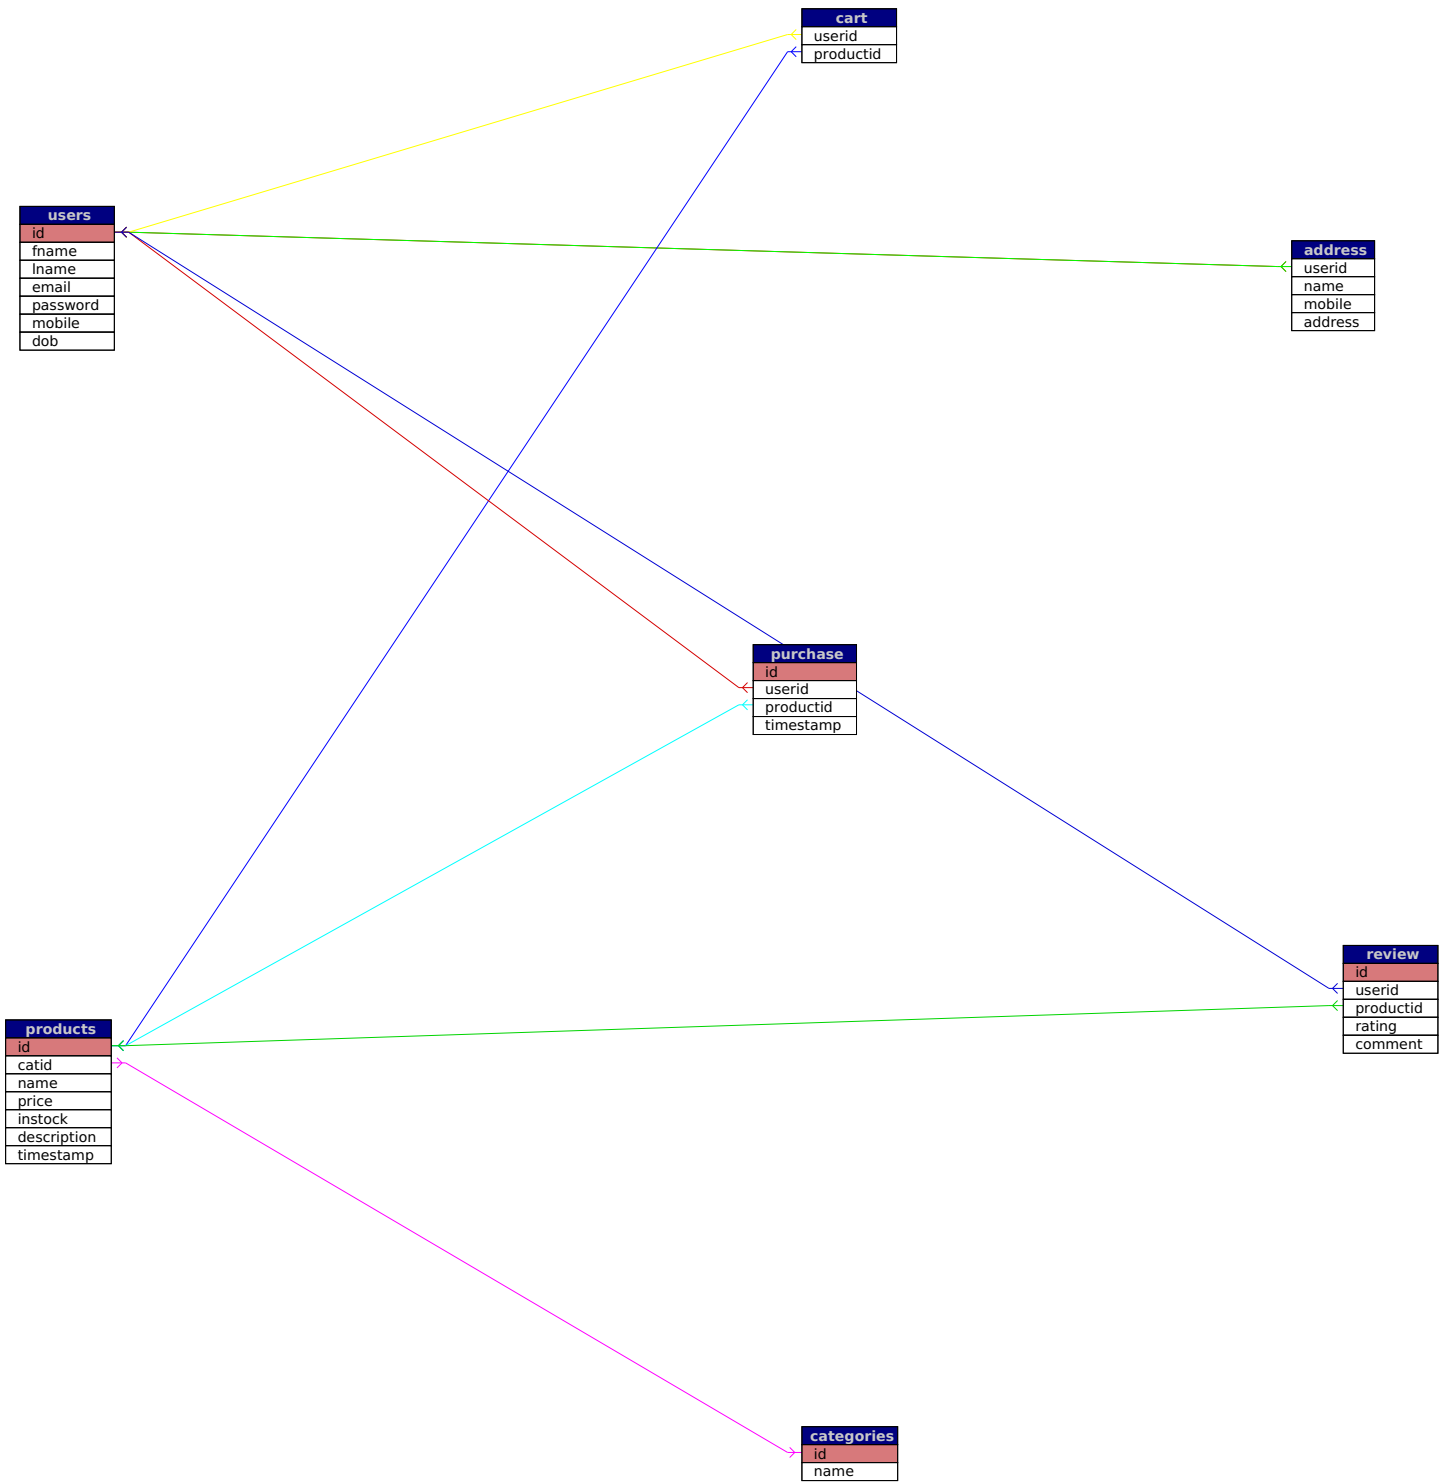 cart
userid
productid
users
id
fname
lname
email
password
mobile
dob
address
userid
name
mobile
address
purchase
id
userid
productid
timestamp
review
id
userid
productid
rating
comment
products
id
catid
name
price
instock
description
timestamp
categories
id
name